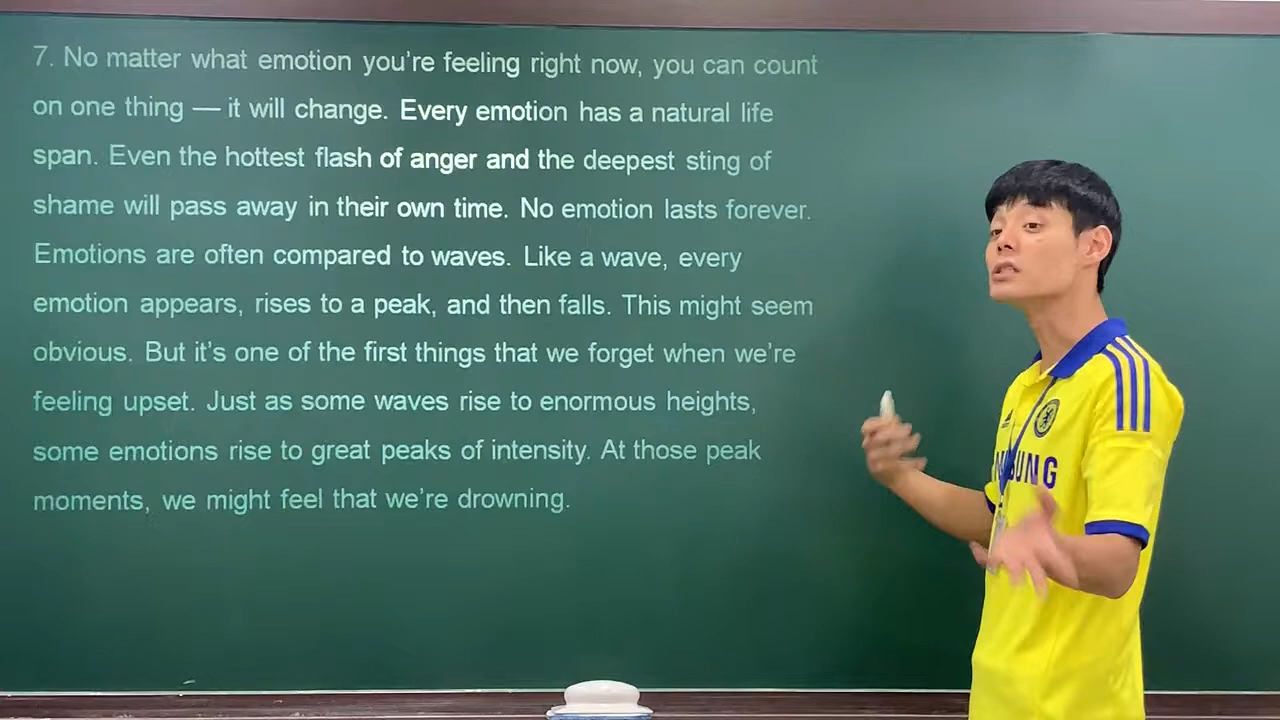 7. No matter what emotion you’re feeling right now, you can count
on one thing — it will change. Every emotion has a natural life
span. Even the hottest flash of anger and the deepest sting of
shame will pass away in their own time. No emotion lasts forever.
Emotions are often compared to waves. Like a wave, every
emotion appears, rises to a peak, and then falls. This might seem
obvious. But it’s one of the first things that we forget when we’re
feeling upset. Just as some waves rise to enormous heights,
some emotions rise to great peaks of intensity. At those peak
moments, we might feel that we’re drowning.